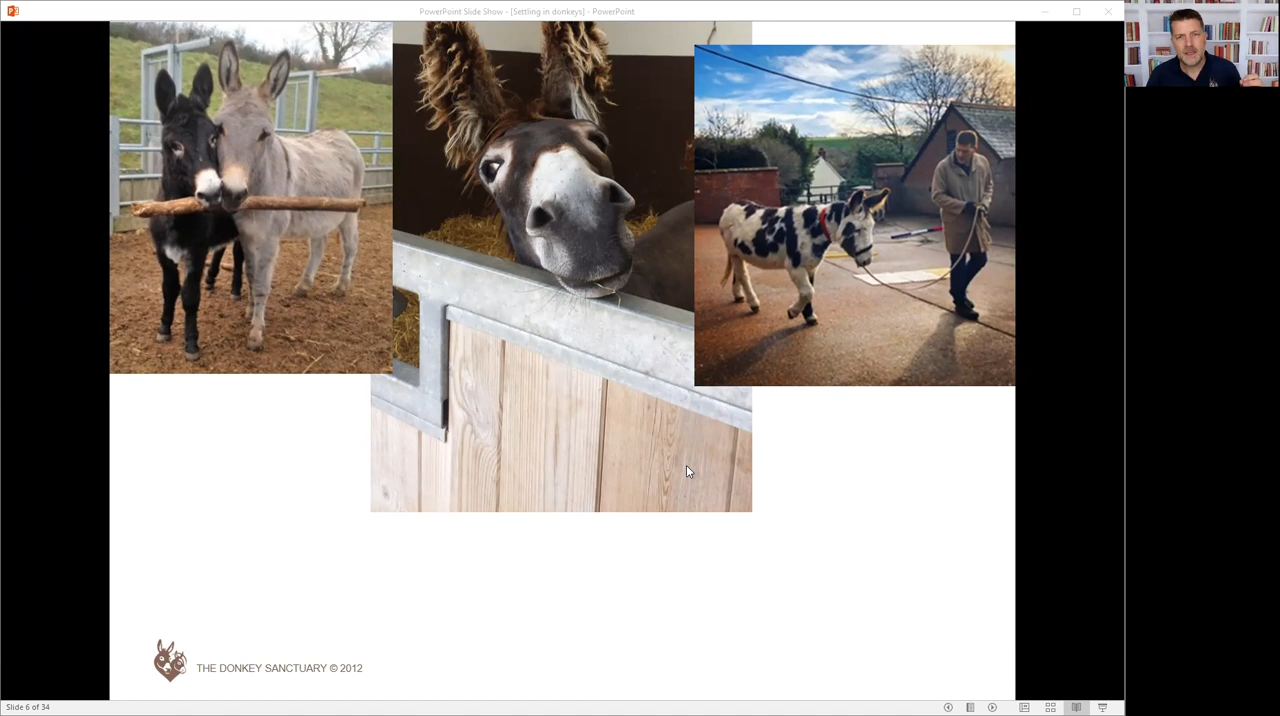 PowerPoint Slide Show - [Settling in donkeys] - PowerPoint
THE DONKEY SANCTUARY © 2012
Slide 6 of 34